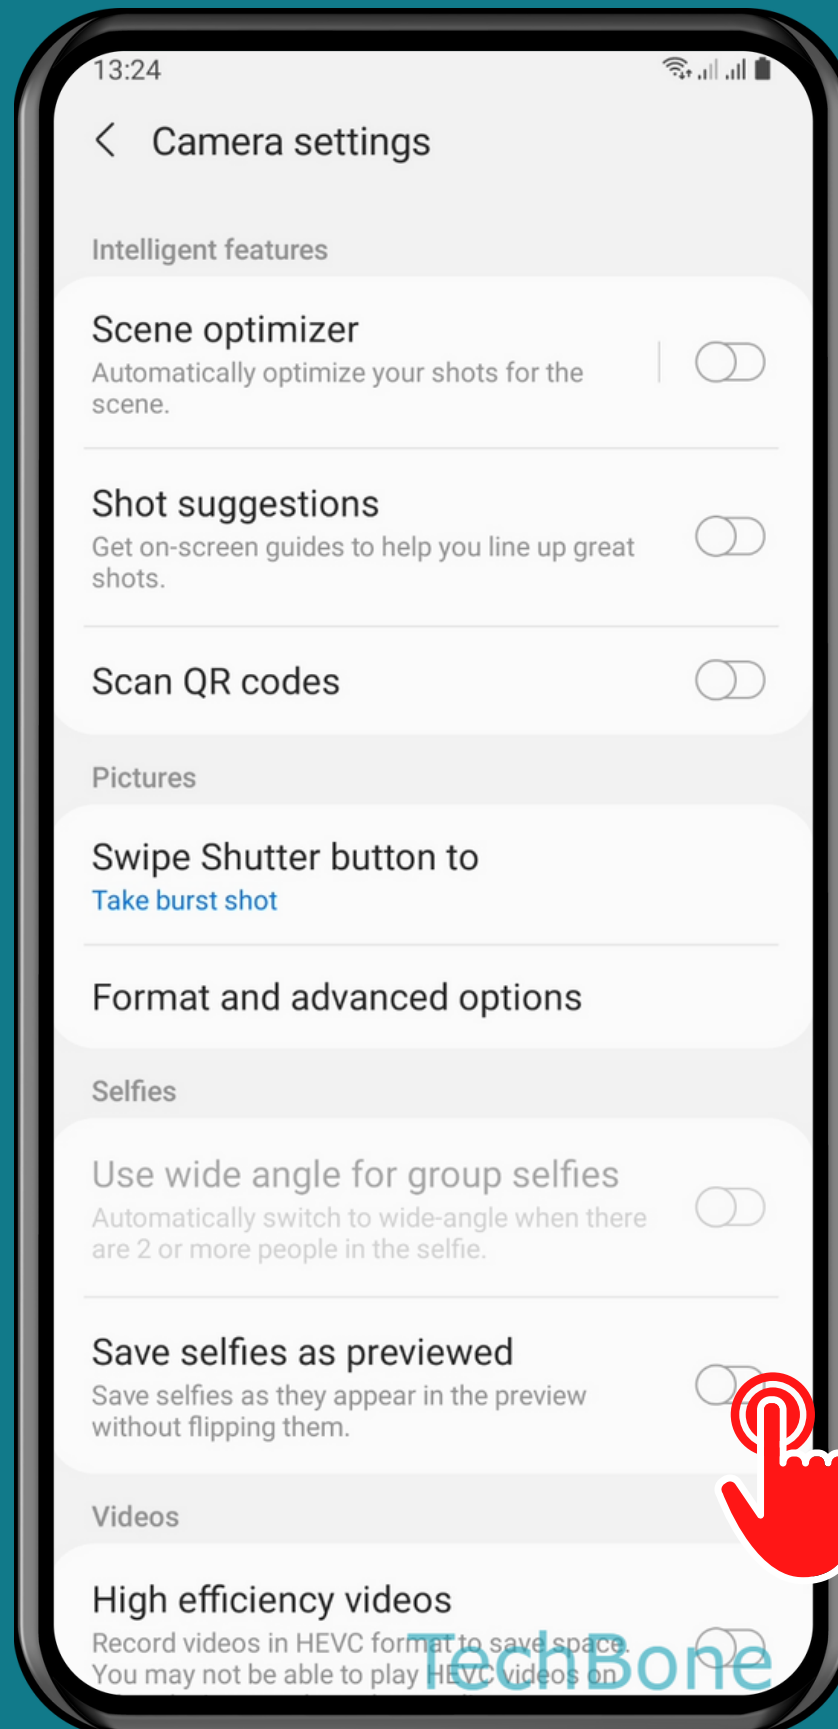 13:24
Camera settings
Intelligent features
Scene optimizer
Automatically optimize your shots for the
scene.
Shot suggestions
Get on-screen guides to help you line up great
shots.
Scan QR codes
Pictures
Swipe Shutter button to
Take burst shot
Format and advanced options
Selfies
Use wide angle for group selfies
Automatically switch to wide-angle when there
are 2 or more people in the selfie.
Save selfies as previewed
Save selfies as they appear in the preview
without flipping them.
Videos
High efficiency videos
Record videos in HEVC format to save space.
You may not be able to play HEVC videos on
TechBone